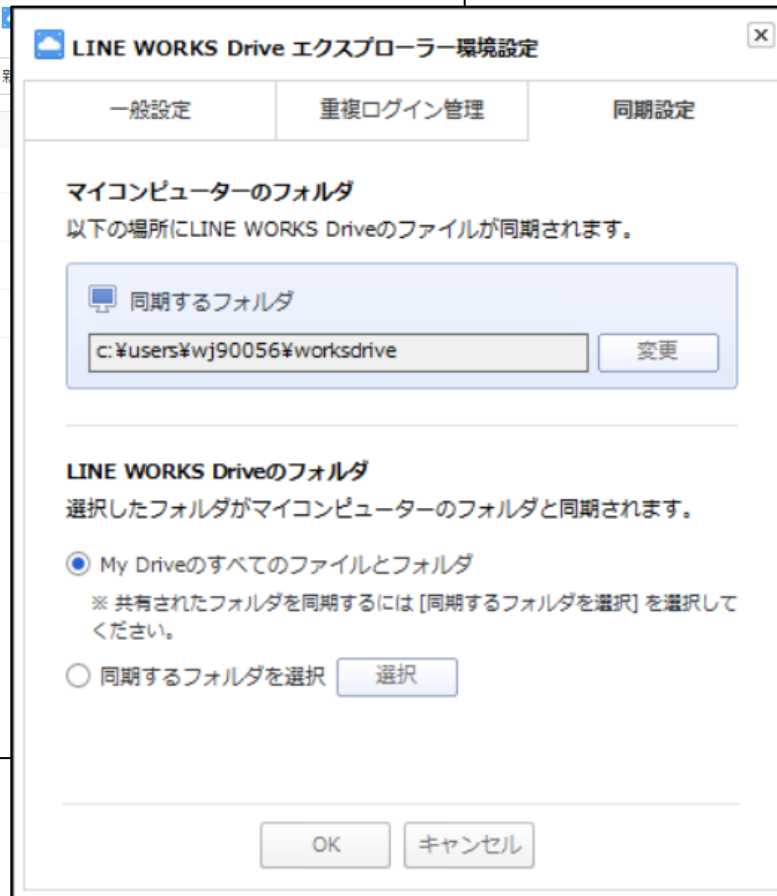 LINE WORKS Drive エクスプローラー環境設定
一般設定
重複ログイン管理
同期設定
マイコンピューターのフォルダ
以下の場所にLINE WORKS Driveのファイルが同期されます。
同期するフォルダ
c:¥users¥wj90056¥worksdrive
変更
LINE WORKS Driveのフォルダ
選択したフォルダがマイコンピューターのフォルダと同期されます。
My Driveのすべてのファイルとフォルダ
※ 共有されたフォルダを同期するには [同期するフォルダを選択] を選択して
ください。
同期するフォルダを選択
選択
OK
キャンセル